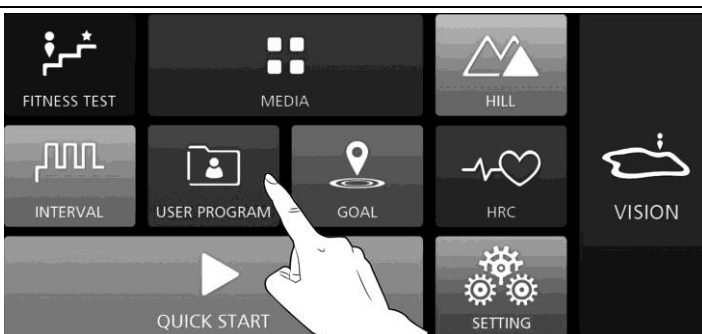 FITNESS TEST
MEDIA
HILL
INTERVAL
USER PROGRAM
GOAL
HRC
VISION
QUICK START
SETTING